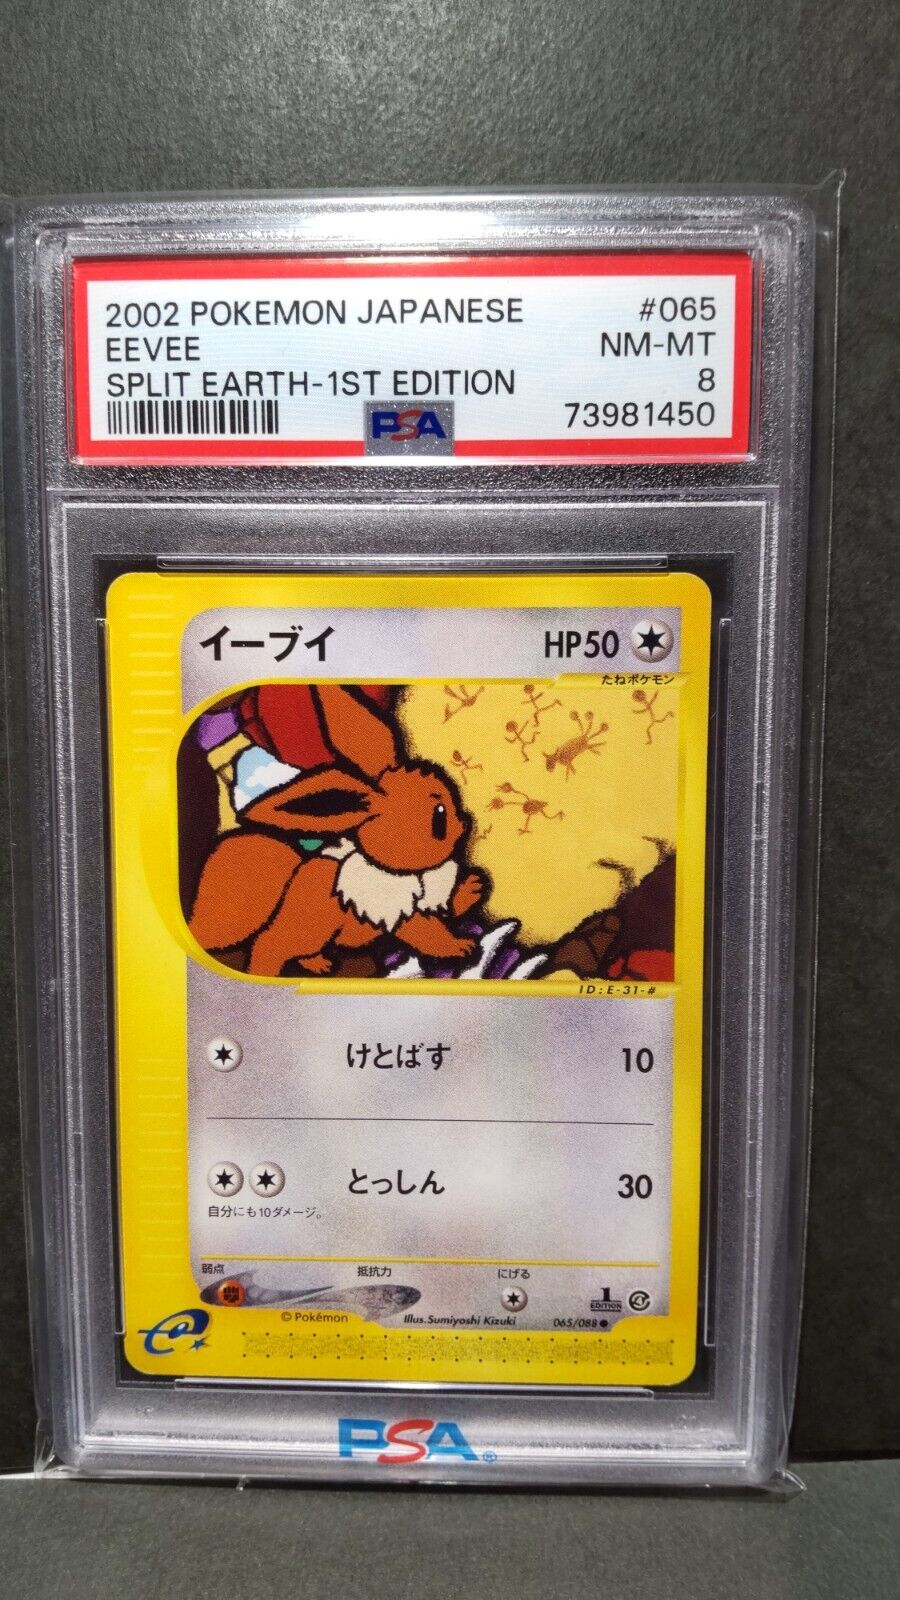 2002 POKEMON JAPANESE #065
EEVEE NM-MT
SPLIT EARTH-1ST EDITION 8
PSA 73981450
イーブイ HP50
たねポケモン
ID:E-31-#
けとばす 10
とっしん 30
自分にも10ダメージ。
弱点 抵抗力 にげる
1
EDITION
© Pokémon Illus.Sumiyoshi Kizuki 065/088
e
PSA